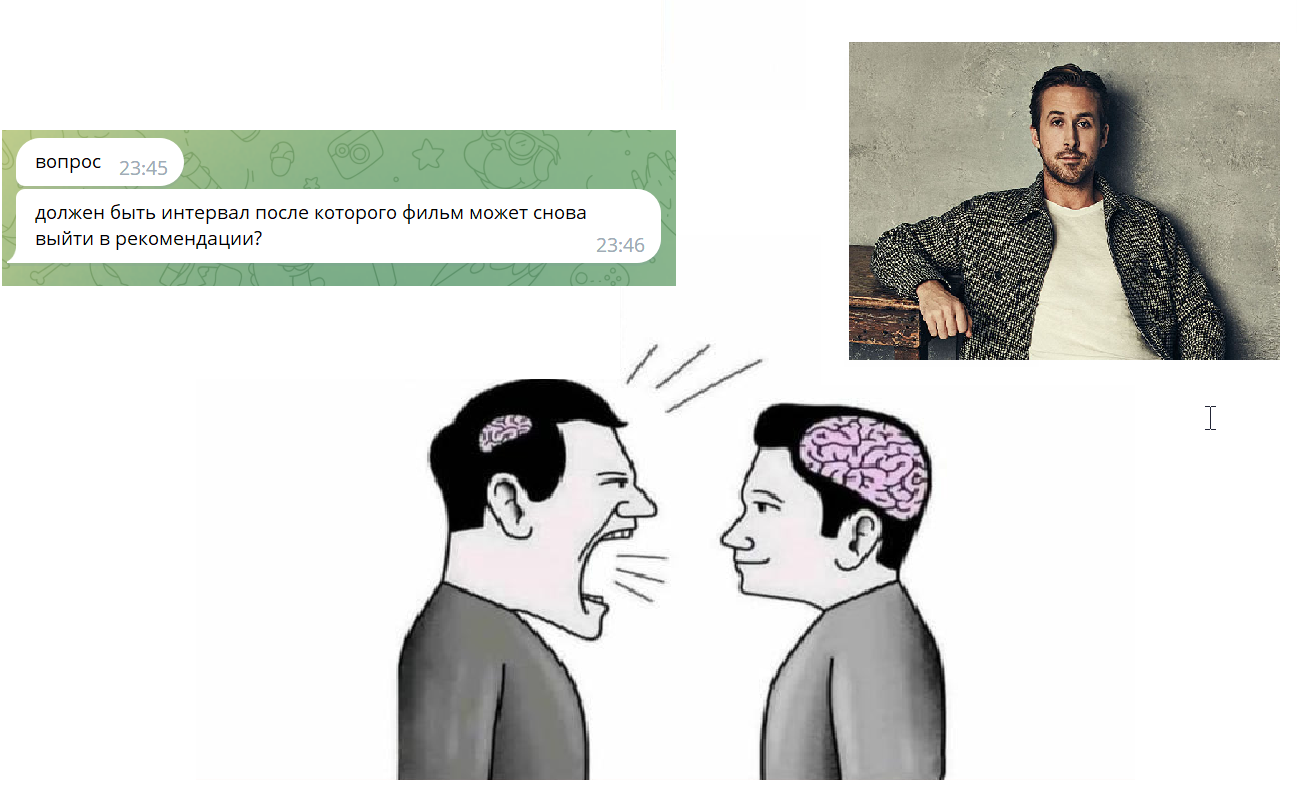 вопрос 23:45
должен быть интервал после которого фильм может снова
выйти в рекомендации? 23:46